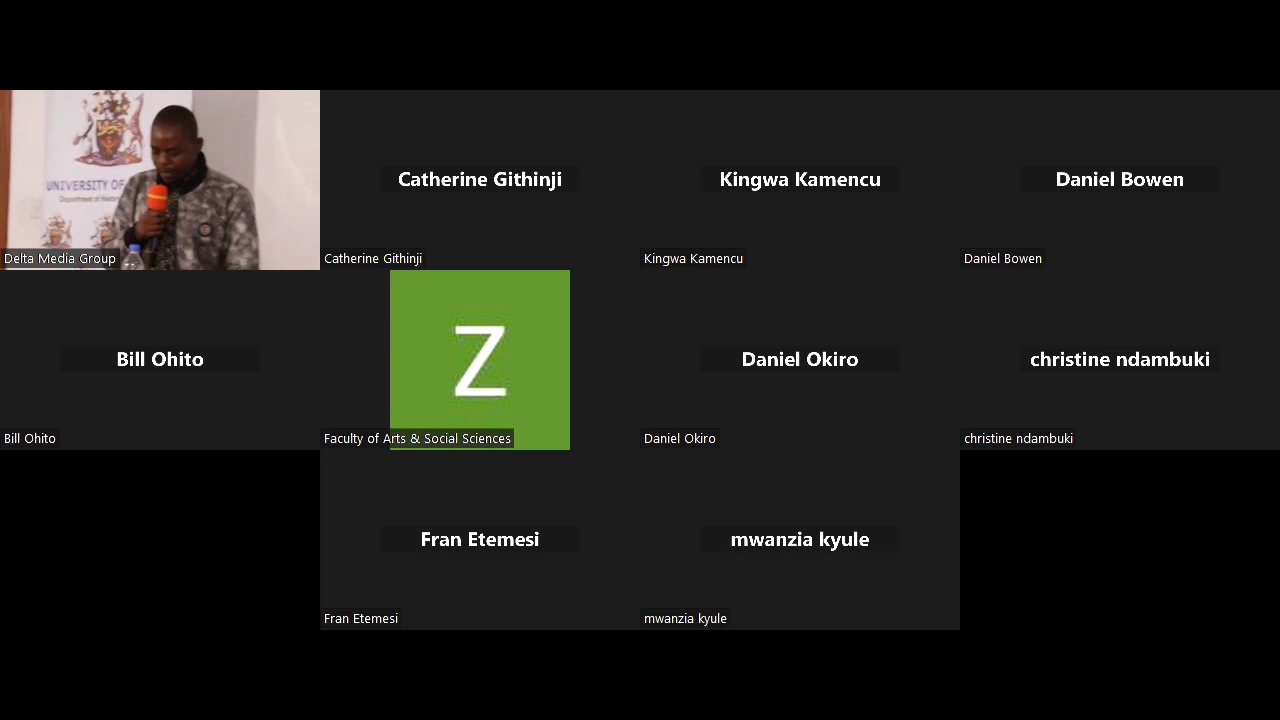 UNIVERSITY OF
Department of
Delta Media Group
Catherine Githinji
Catherine Githinji
Kingwa Kamencu
Kingwa Kamencu
Daniel Bowen
Daniel Bowen
Bill Ohito
Bill Ohito
Z
Faculty of Arts & Social Sciences
Daniel Okiro
Daniel Okiro
christine ndambuki
christine ndambuki
Fran Etemesi
Fran Etemesi
mwanzia kyule
mwanzia kyule